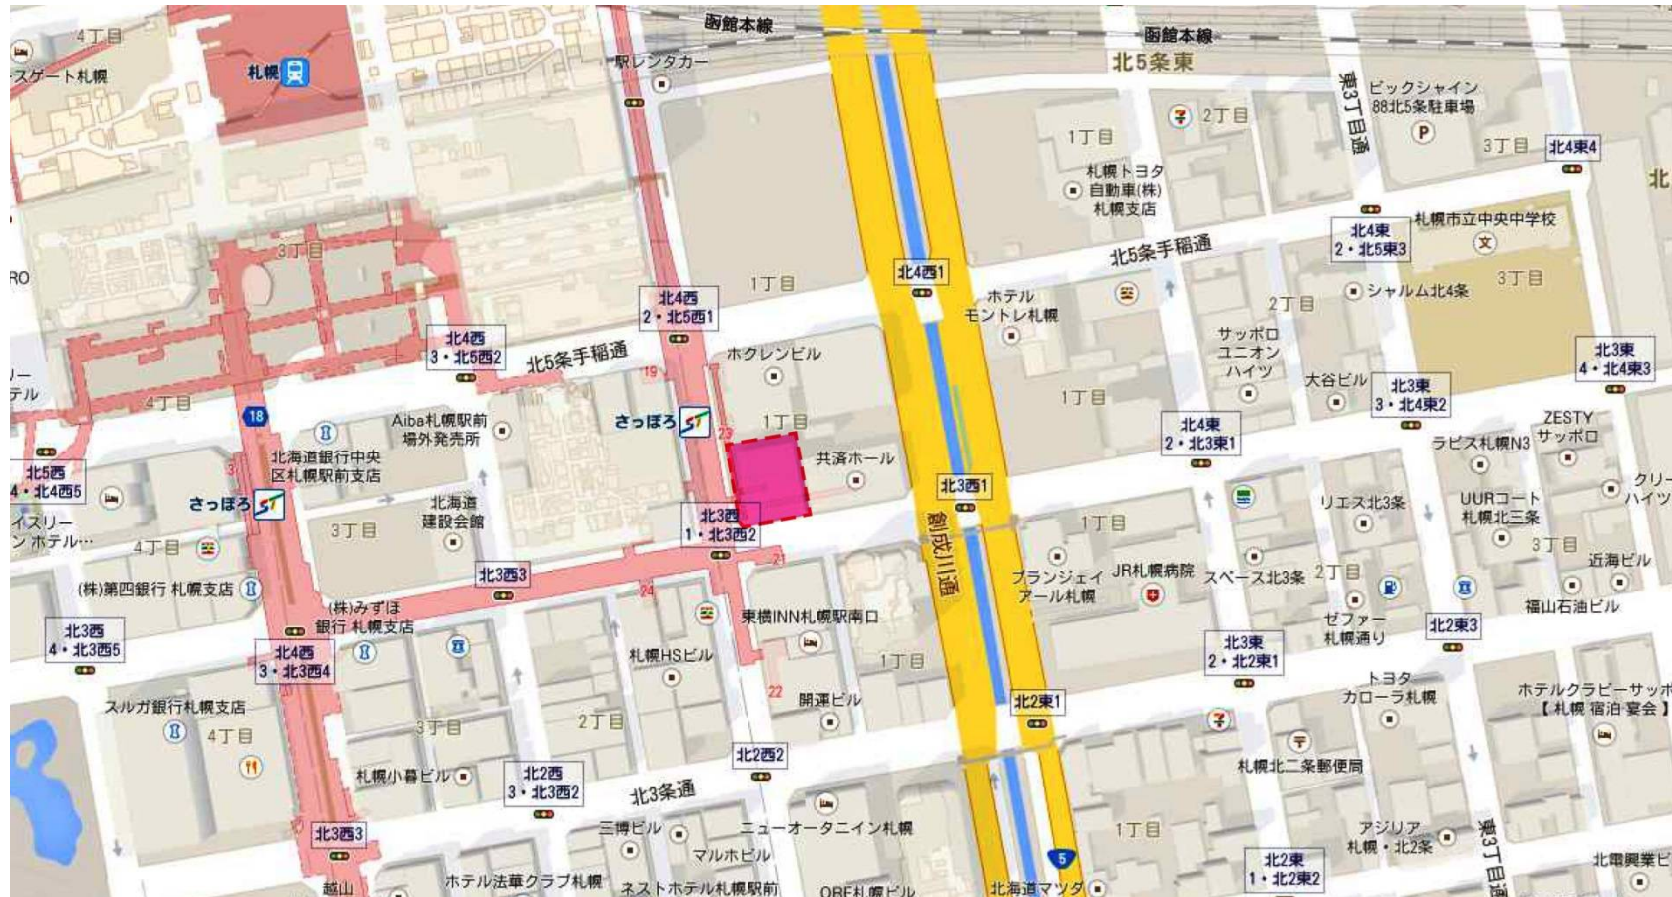 4丁目
ースゲート札幌
札幌
函館本線
函館本線
駅レンタカー
北5条東
2丁目
東3丁目通
ビックシャイン
88北5条駐車場
P
3丁目
北4東4
1丁目
札幌トヨタ
自動車(株)
札幌支店
北
札幌市立中央中学校
文
北4東
2・北5東3
3丁目
北5条手稲通
3丁目
RO
1丁目
北4西
2・北5西1
北4西1
ホテル
モントレ札幌
2丁目
シャルム北4条
北4西
3・北5西2
北5条手稲通
19
ホクレンビル
サッポロ
ユニオン
ハイツ
北3東
4・北4東3
リー
テル
4丁目
18
Aiba札幌駅前
場外発売所
さっぽろ
ST
23
1丁目
1丁目
大谷ビル
北3東
3・北4東2
北4東
2・北3東1
ZESTY
サッポロ
ラビス札幌N3
3
北海道銀行中央
区札幌駅前支店
共済ホール
北5西
4・北4西5
さっぽろ
ST
北海道
建設会館
北3西
1・北3西2
北3西1
リエス北3条
UURコート
札幌北三条
クリー
ハイツ
イスリー
ン ホテル…
3丁目
4丁目
創成川通
1丁目
3丁目
(株)第四銀行 札幌支店
北3西3
24
21
ブランジェイ
アール札幌
JR札幌病院
スペース北3条
2丁目
近海ビル
(株)みずほ
銀行 札幌支店
東横INN札幌駅南口
ゼファー
札幌通り
福山石油ビル
北3西
4・北3西5
北4西
3・北3西4
札幌HSビル
1丁目
北3東
2・北2東1
北2東3
22
開運ビル
北2東1
トヨタ
カローラ札幌
ホテルクラビーサッポ
【札幌 宿泊・宴会】
スルガ銀行札幌支店
4丁目
3丁目
2丁目
北2西2
札幌北二条郵便局
札幌小暮ビル
北2西
3・北3西2
北3条通
北3西3
三博ビル
マルホビル
ニューオータニイン札幌
1丁目
アジリア
札幌・北2条
東3丁目通
5
北2東
1・北2東2
北電興業ビ
越山
ホテル法華クラブ札幌
ネストホテル札幌駅前
ORE札幌ビル
北海道マツダ